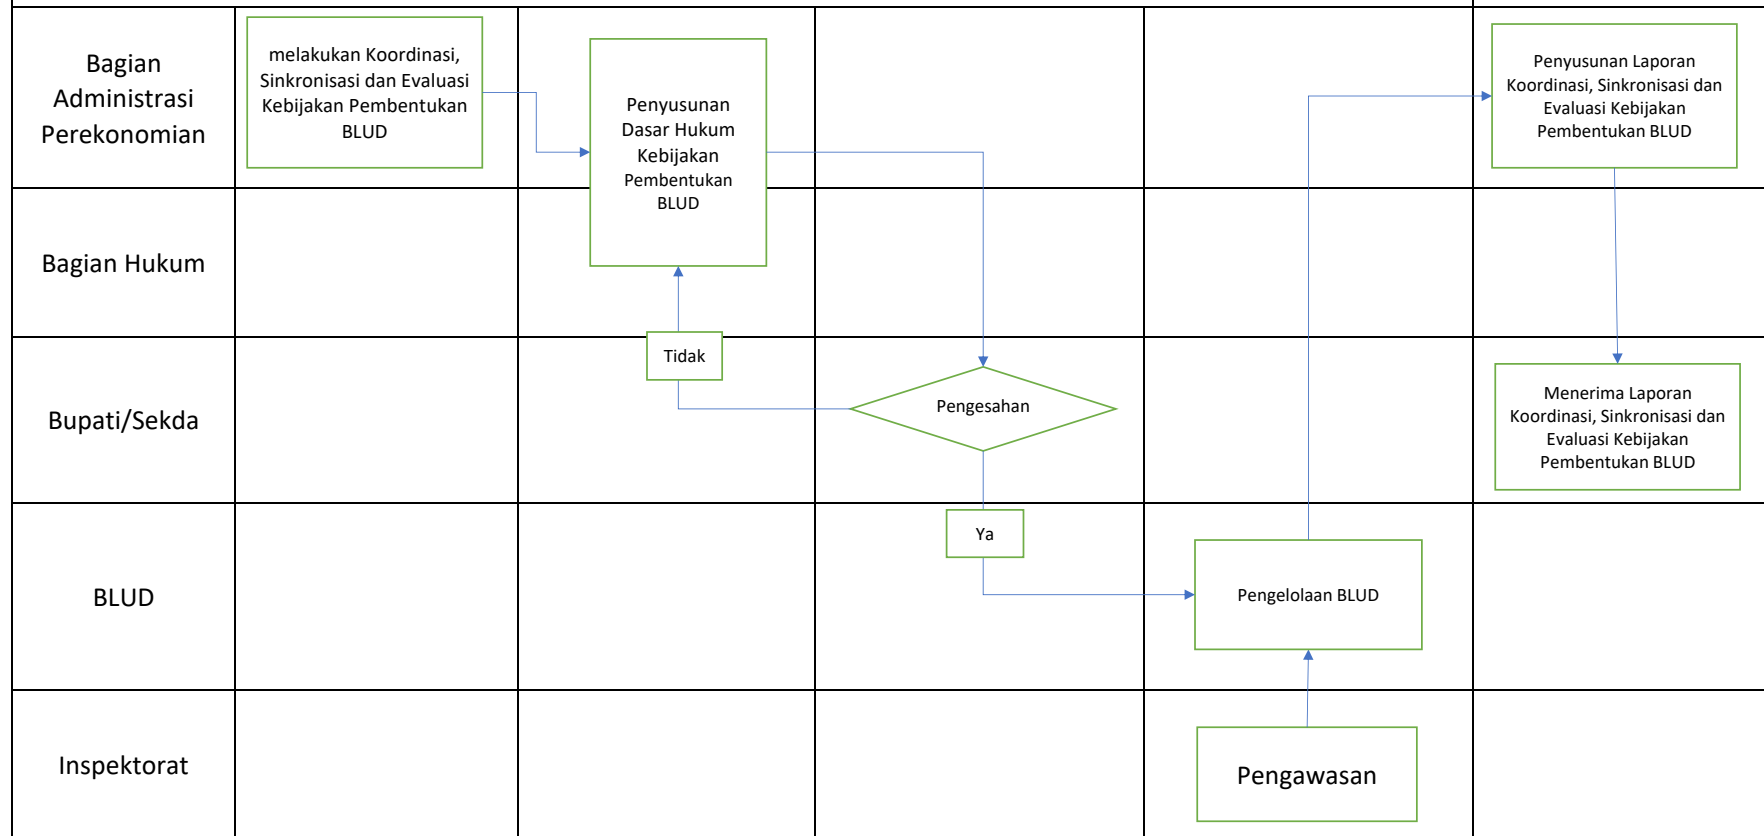 Bagian
Administrasi
Perekonomian
melakukan Koordinasi,
Sinkronisasi dan Evaluasi
Kebijakan Pembentukan
BLUD
Penyusunan
Dasar Hukum
Kebijakan
Pembentukan
BLUD
Penyusunan Laporan
Koordinasi, Sinkronisasi dan
Evaluasi Kebijakan
Pembentukan BLUD
Bagian Hukum
Tidak
Bupati/Sekda
Pengesahan
Menerima Laporan
Koordinasi, Sinkronisasi dan
Evaluasi Kebijakan
Pembentukan BLUD
Ya
BLUD
Pengelolaan BLUD
Inspektorat
Pengawasan